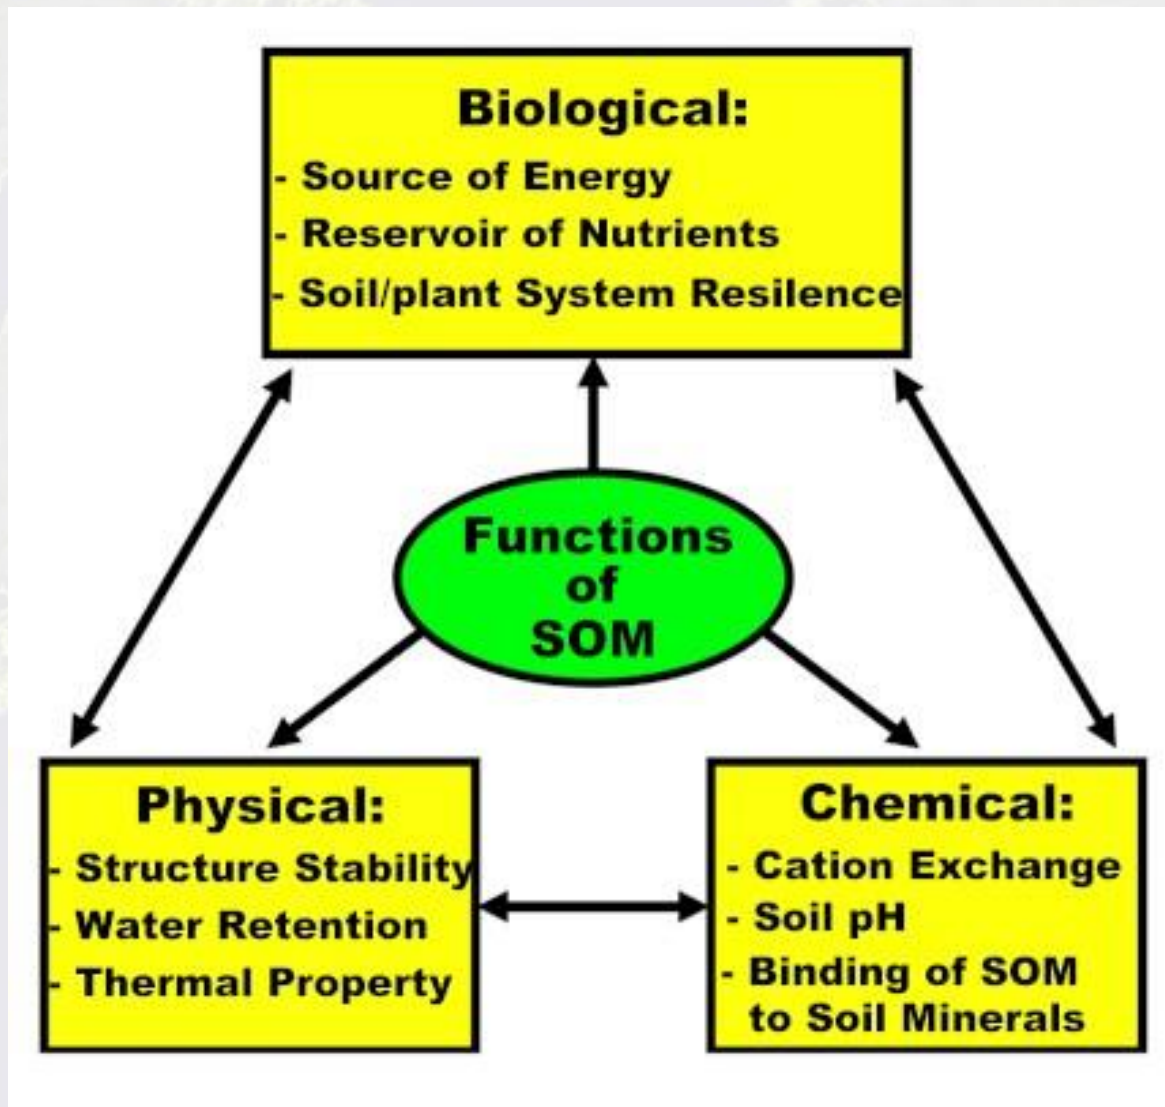 Biological:
- Source of Energy
- Reservoir of Nutrients
- Soil/plant System Resilence
Functions
of
SOM
Physical:
- Structure Stability
- Water Retention
- Thermal Property
Chemical:
- Cation Exchange
- Soil pH
- Binding of SOM
to Soil Minerals